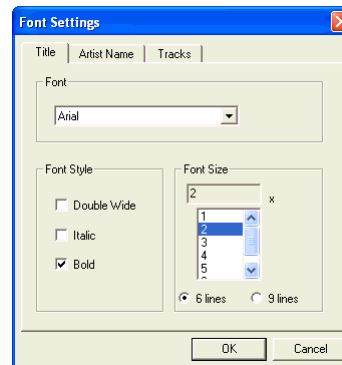 Font Settings
Title Artist Name Tracks
Font
Arial
Font Style
Double Wide
Italic
Bold
Font Size
2 x
1
2
3
4
5
6 lines 9 lines
OK Cancel